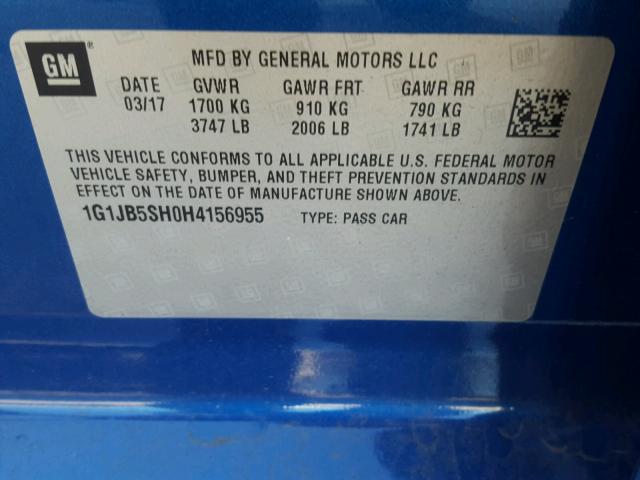 GM
MFD BY GENERAL MOTORS LLC
DATE GVWR GAWR FRT GAWR RR
03/17 1700 KG 910 KG 790 KG
3747 LB 2006 LB 1741 LB
THIS VEHICLE CONFORMS TO ALL APPLICABLE U.S. FEDERAL MOTOR
VEHICLE SAFETY, BUMPER, AND THEFT PREVENTION STANDARDS IN
EFFECT ON THE DATE OF MANUFACTURE SHOWN ABOVE.
1G1JB5SH0H4156955 TYPE: PASS CAR